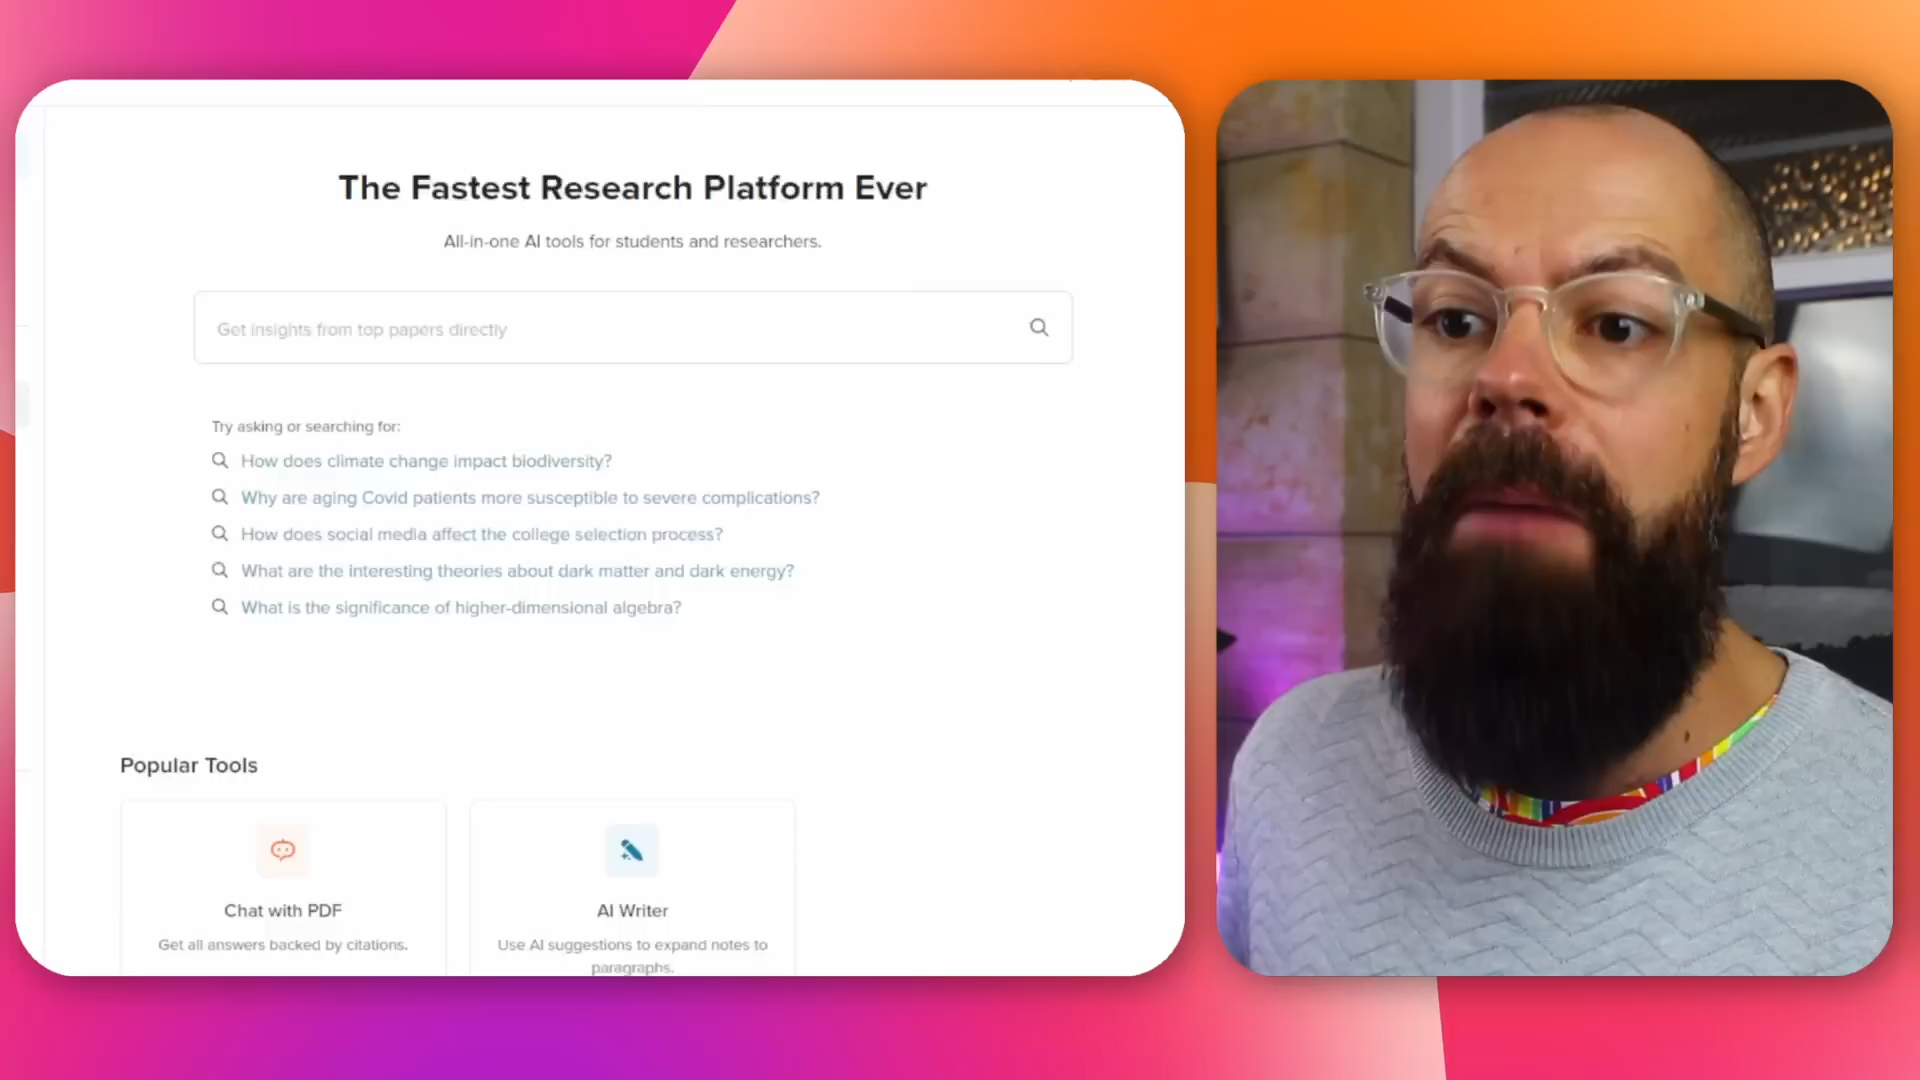 The Fastest Research Platform Ever
All-in-one AI tools for students and researchers.
Get insights from top papers directly
Try asking or searching for:
How does climate change impact biodiversity?
Why are aging Covid patients more susceptible to severe complications?
How does social media affect the college selection process?
What are the interesting theories about dark matter and dark energy?
What is the significance of higher-dimensional algebra?
Popular Tools
Chat with PDF
Get all answers backed by citations.
AI Writer
Use AI suggestions to expand notes to
paragraphs.